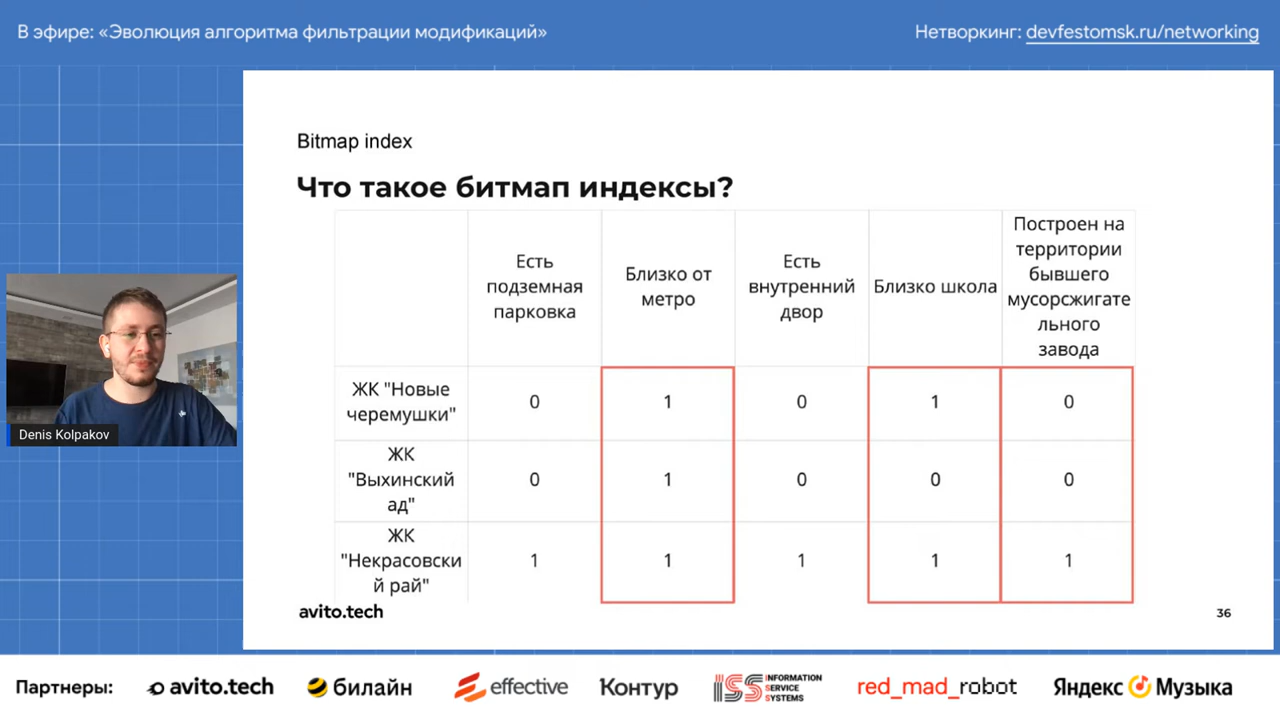 В эфире: «Эволюция алгоритма фильтрации модификаций»
Нетворкинг: devfestomsk.ru/networking
Bitmap index
Что такое битмап индексы?
Есть
подземная
парковка
Близко от
метро
Есть
внутренний
двор
Близко школа
Построен на
территории
бывшего
мусорсжигате
льного
завода
ЖК "Новые
черемушки"
0
1
0
1
0
ЖК
"Выхинский
ад"
0
1
0
0
0
ЖК
"Некрасовски
й рай"
1
1
1
1
1
avito.tech
36
Denis Kolpakov
Партнеры:
avito.tech
билайн
effective
Контур
ISS INFORMATION
SERVICE
SYSTEMS
red_mad_robot
Яндекс Музыка